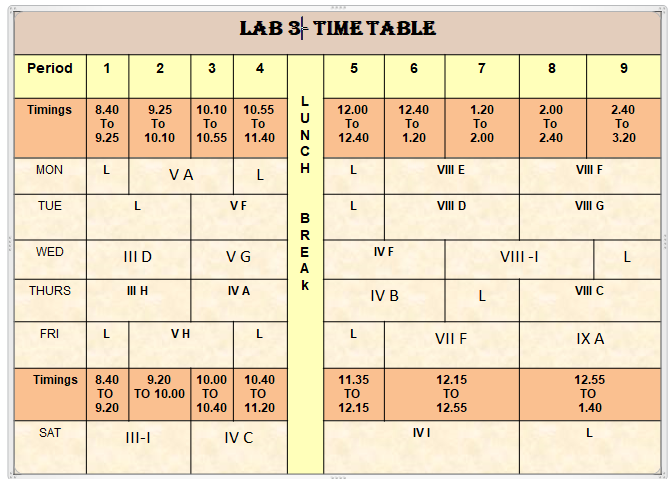 LAB 3- TIME TABLE
Period 1 2 3 4 LUNCH BREAk 5 6 7 8 9
Timings 8.40 To 9.25 9.25 To 10.10 10.10 To 10.55 10.55 To 11.40 12.00 To 12.40 12.40 To 1.20 1.20 To 2.00 2.00 To 2.40 2.40 To 3.20
MON L V A L L VIII E VIII F
TUE L V F L VIII D VIII G
WED III D V G IV F VIII -I L
THURS III H IV A IV B L VIII C
FRI L V H L L VII F IX A
Timings 8.40 TO 9.20 9.20 TO 10.00 10.00 TO 10.40 10.40 TO 11.20 11.35 TO 12.15 12.15 TO 12.55 12.55 TO 1.40
SAT III-I IV C IV I L